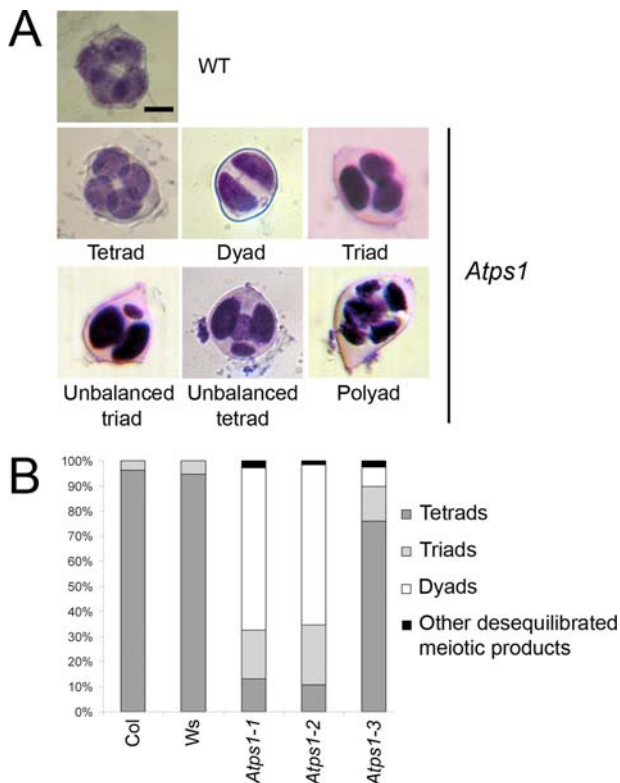 A
WT
Tetrad Dyad Triad
Atps1
Unbalanced triad Unbalanced tetrad Polyad
B
100%
90%
80%
70%
60%
50%
40%
30%
20%
10%
0%
Tetrads
Triads
Dyads
Other desequilibrated
meiotic products
Col Ws Atps1-1 Atps1-2 Atps1-3